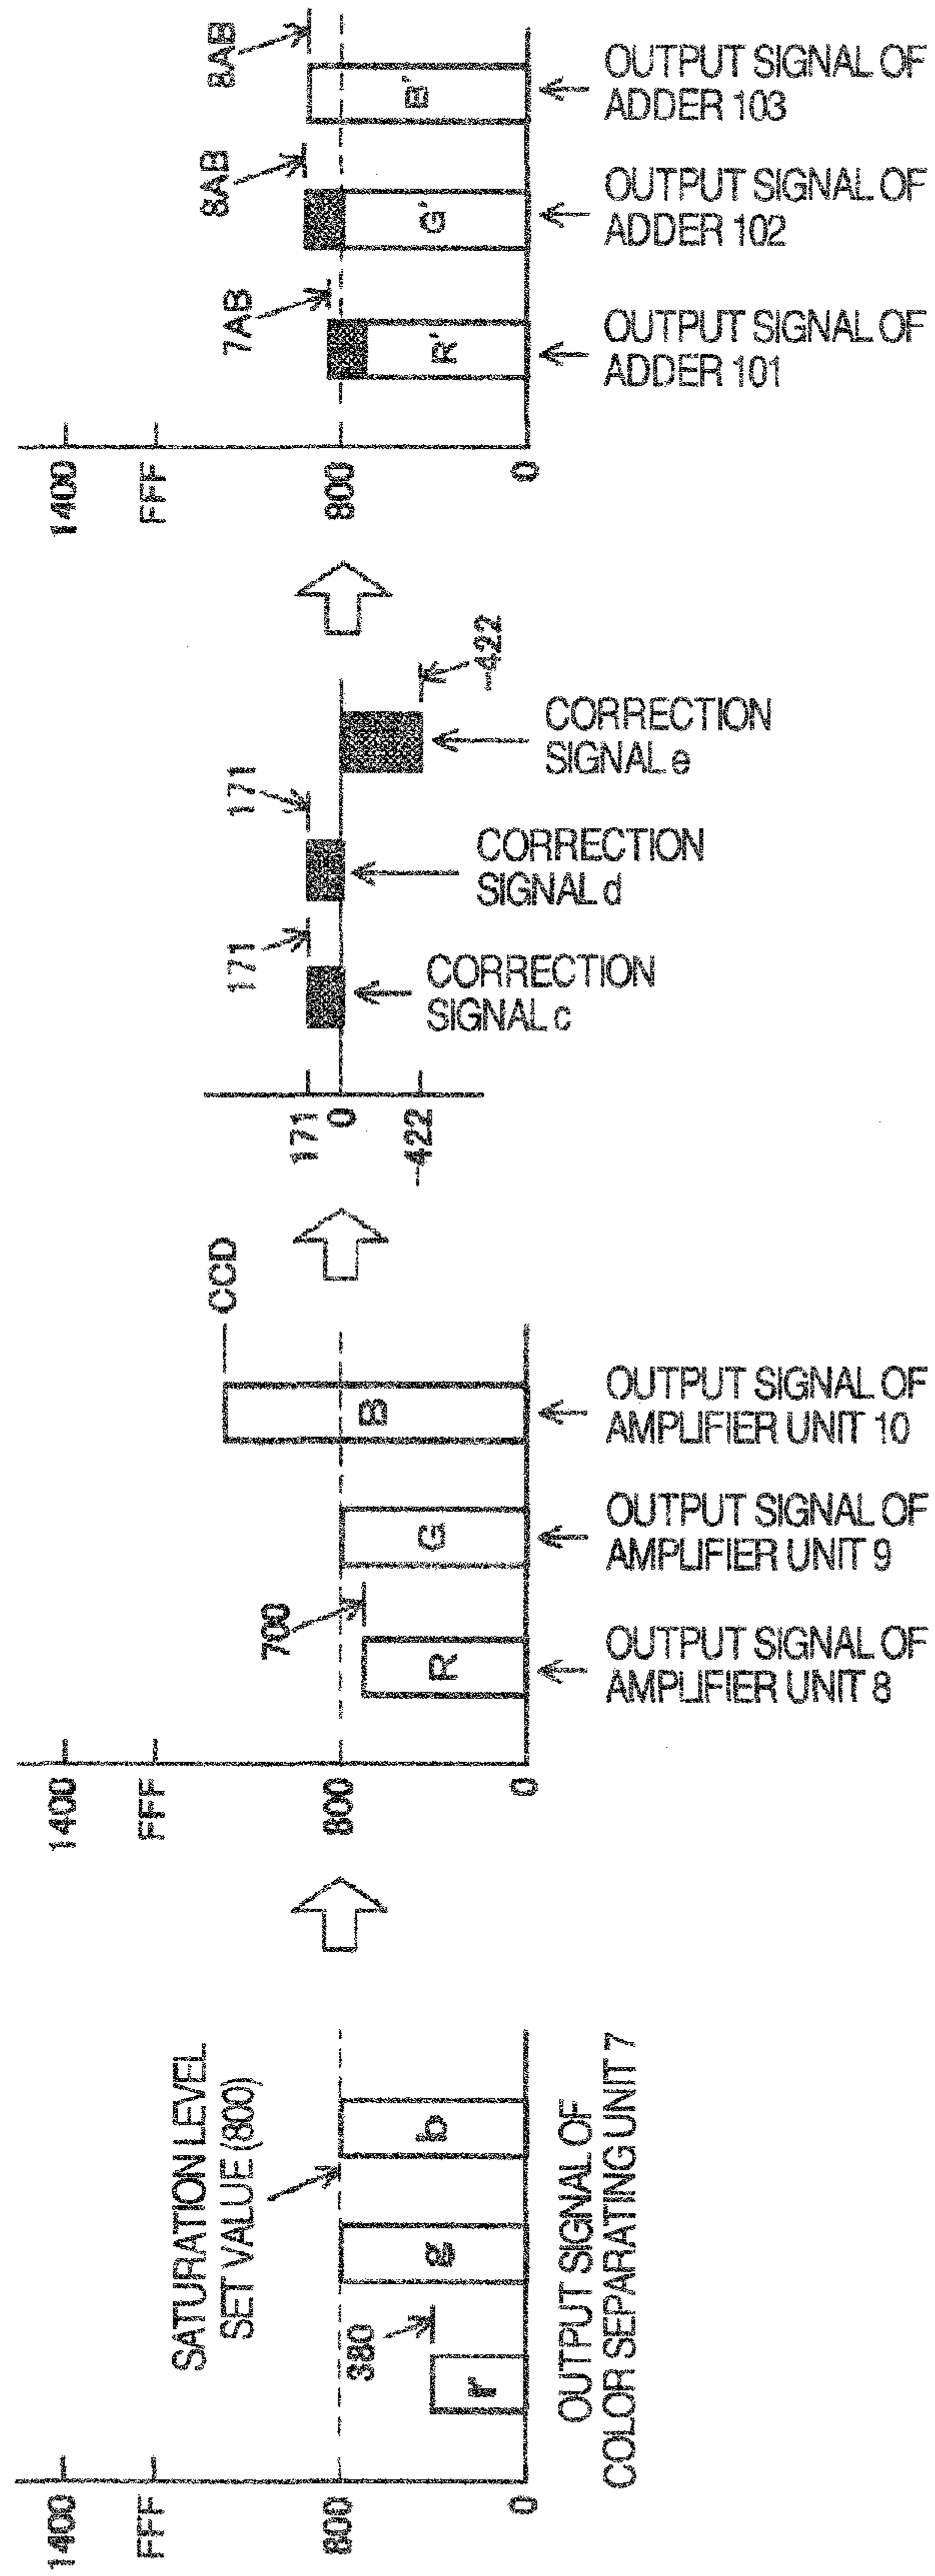 1400
FFF
800
0
SATURATION LEVEL
SET VALUE (800)
380
r
g
b
OUTPUT SIGNAL OF
COLOR SEPARATING UNIT 7
1400
FFF
800
0
700
CCD
R
G
B
OUTPUT SIGNAL OF
AMPLIFIER UNIT 8
OUTPUT SIGNAL OF
AMPLIFIER UNIT 9
OUTPUT SIGNAL OF
AMPLIFIER UNIT 10
171
0
-422
171
171
-422
CORRECTION
SIGNAL c
CORRECTION
SIGNAL d
CORRECTION
SIGNAL e
1400
FFF
800
0
7AB
8AB
8AB
R'
G'
B'
OUTPUT SIGNAL OF
ADDER 101
OUTPUT SIGNAL OF
ADDER 102
OUTPUT SIGNAL OF
ADDER 103